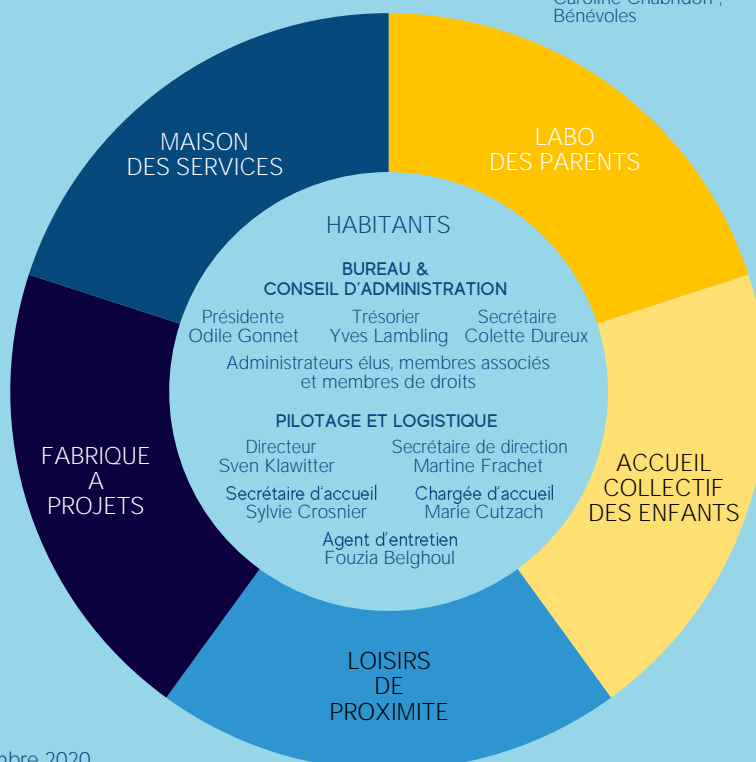 Bénévoles
MAISON
DES SERVICES
LABO
DES PARENTS
HABITANTS
BUREAU &
CONSEIL D'ADMINISTRATION
Présidente Trésorier Secrétaire
Odile Gonnet Yves Lambling Colette Dureux
Administrateurs élus, membres associés
et membres de droits
PILOTAGE ET LOGISTIQUE
Directeur Secrétaire de direction
Sven Klawitter Martine Frachet
Secrétaire d'accueil Chargée d'accueil
Sylvie Crosnier Marie Cutzach
Agent d'entretien
Fouzia Belghoul
FABRIQUE
A
PROJETS
ACCUEIL
COLLECTIF
DES ENFANTS
LOISIRS
DE
PROXIMITE
2020